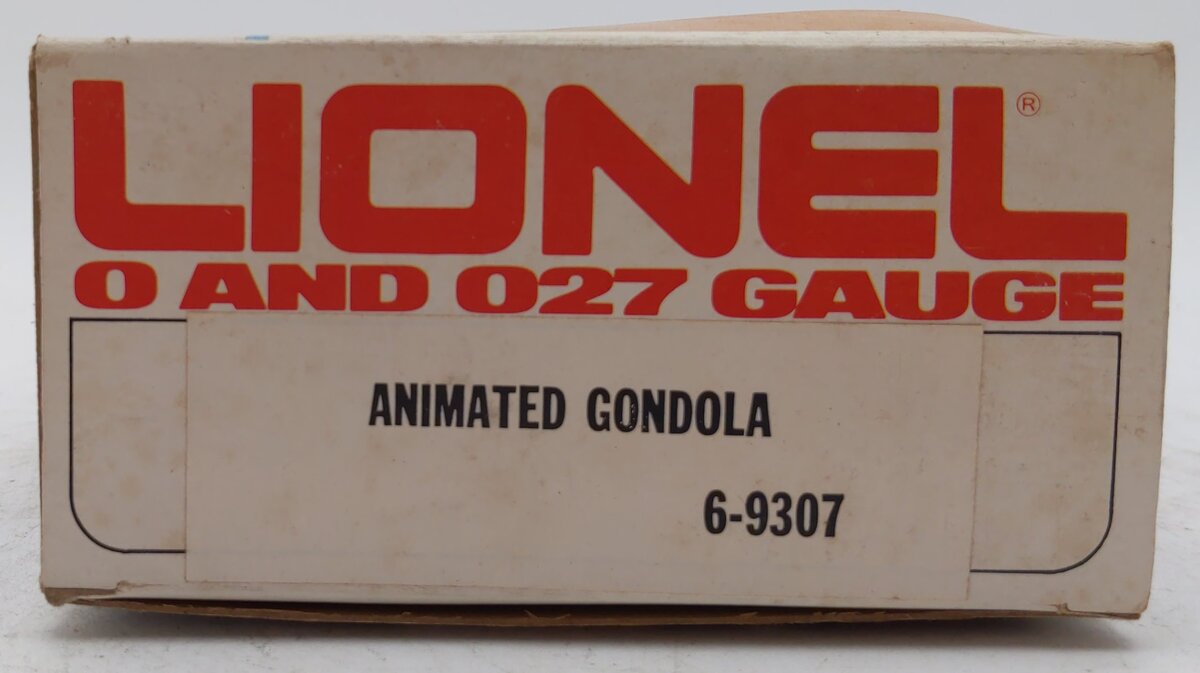 LIONEL®
O AND O27 GAUGE
ANIMATED GONDOLA
6-9307